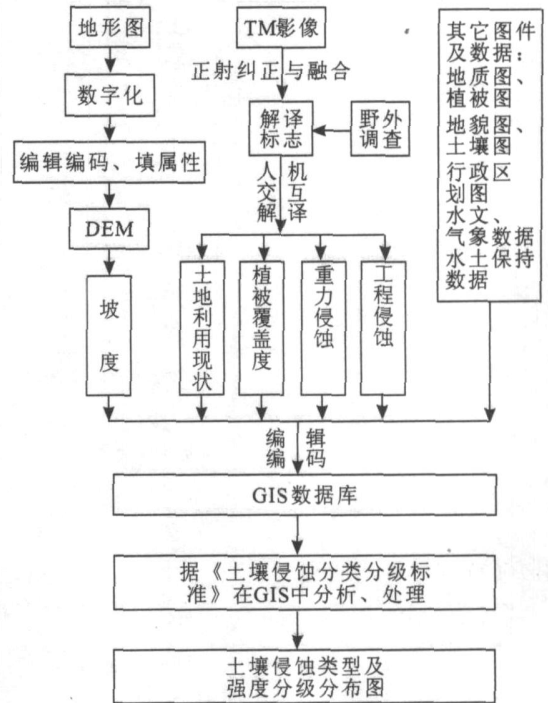 地形图
数字化
编辑编码、填属性
DEM
坡
度
TM影像
正射纠正与融合
解译
标志
野外
调查
人机
交互
解译
土地利用现状
植被覆盖度
重力侵蚀
工程侵蚀
其它图件
及数据：
地质图、
植被图
地貌图、
土壤图
行政区
划图
水文、
气象数据
水土保持
数据
编辑
编码
GIS数据库
据《土壤侵蚀分类分级标
准》在GIS中分析、处理
土壤侵蚀类型及
强度分级分布图